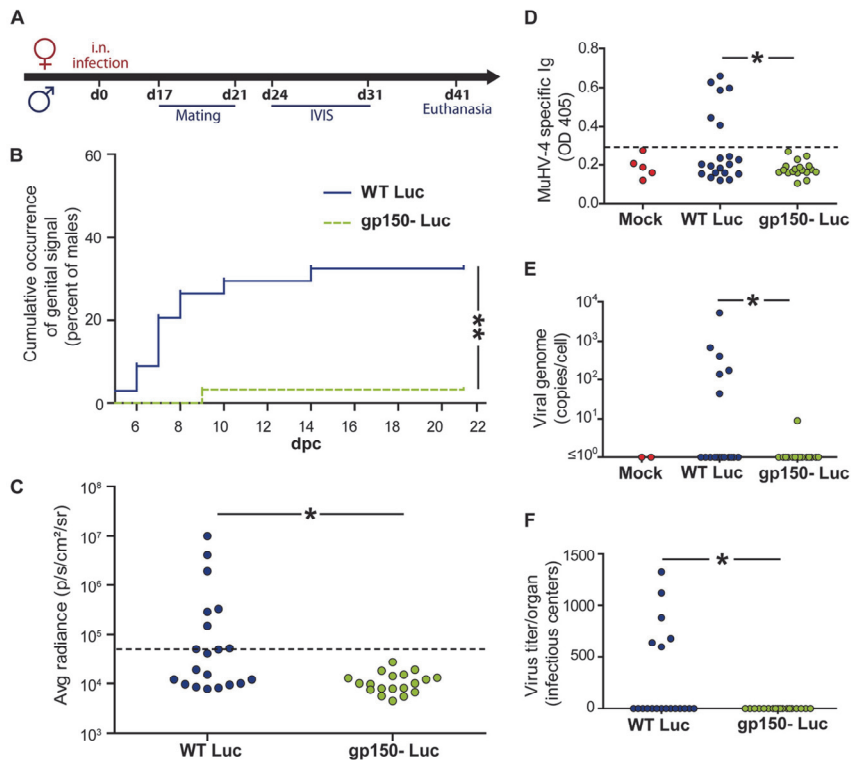 A
i.n.
infection
d0
d17
d21
d24
d31
d41
Mating
IVIS
Euthanasia
B
Cumulative occurrence
of genital signal
(percent of males)
60
40
20
0
WT Luc
gp150- Luc
**
6
8
10
12
14
16
18
20
22
dpc
C
Avg radiance (p/s/cm²/sr)
10⁸
10⁷
10⁶
10⁵
10⁴
10³
*
WT Luc
gp150- Luc
D
MuHV-4 specific Ig
(OD 405)
0.8
0.6
0.4
0.2
0.0
*
Mock
WT Luc
gp150- Luc
E
Viral genome
(copies/cell)
10⁴
10³
10²
10¹
≤10⁰
*
Mock
WT Luc
gp150- Luc
F
Virus titer/organ
(infectious centers)
1500
1000
500
0
*
WT Luc
gp150- Luc